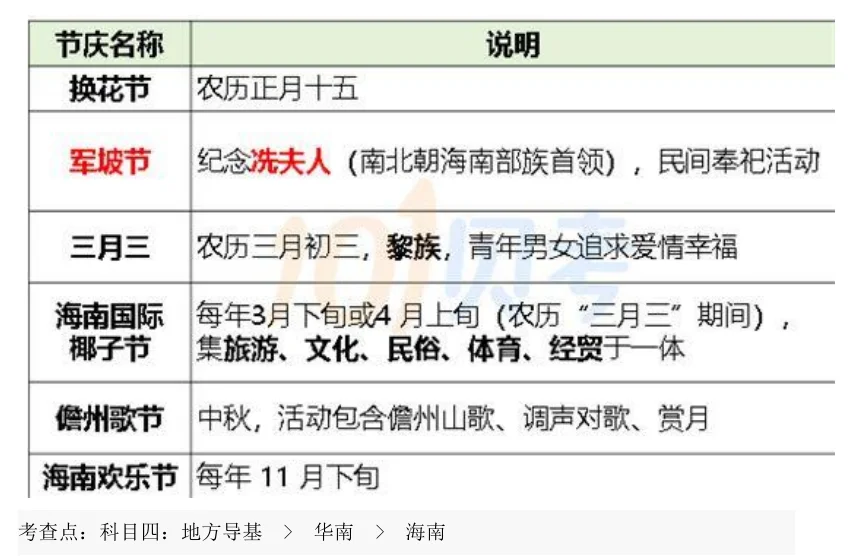 节庆名称 说明
换花节 农历正月十五
军坡节 纪念冼夫人（南北朝海南部族首领），民间奉祀活动
三月三 农历三月初三，黎族，青年男女追求爱情幸福
海南国际 每年3月下旬或4 月上旬（农历“三月三”期间），
椰子节 集旅游、文化、民俗、体育、经贸于一体
儋州歌节 中秋，活动包含儋州山歌、调声对歌、赏月
海南欢乐节 每年 11 月下旬
101贝考
考查点：科目四：地方导基 > 华南 > 海南